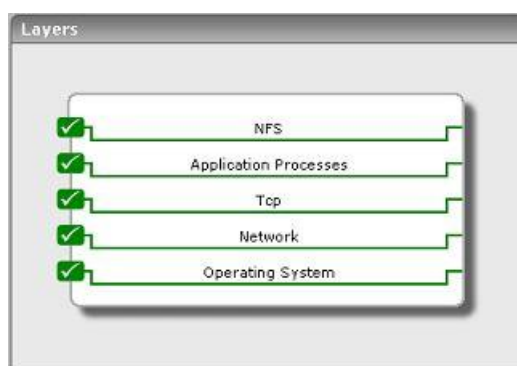 Layers
NFS
Application Processes
Tcp
Network
Operating System